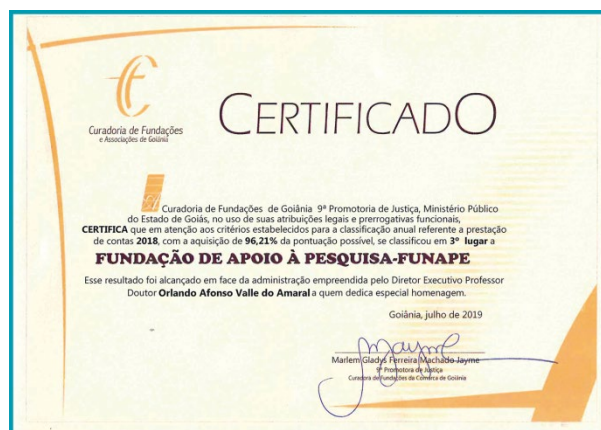 Curadoria de Fundações
e Associações de Goiânia
CERTIFICADO
A Curadoria de Fundações de Goiânia 9ª Promotoria de Justiça, Ministério Público
do Estado de Goiás, no uso de suas atribuições legais e prerrogativas funcionais,
CERTIFICA que em atenção aos critérios estabelecidos para a classificação anual referente a prestação
de contas 2018, com a aquisição de 96,21% da pontuação possível, se classificou em 3º lugar a
FUNDAÇÃO DE APOIO À PESQUISA-FUNAPE
Esse resultado foi alcançado em face da administração empreendida pelo Diretor Executivo Professor
Doutor Orlando Afonso Valle do Amaral a quem dedica especial homenagem.
Goiânia, julho de 2019
Mayme
Marlem Gladys Ferreira Machado Jayme
9ª Promotora de Justiça
Curadora de Fundações da Comarca de Goiânia